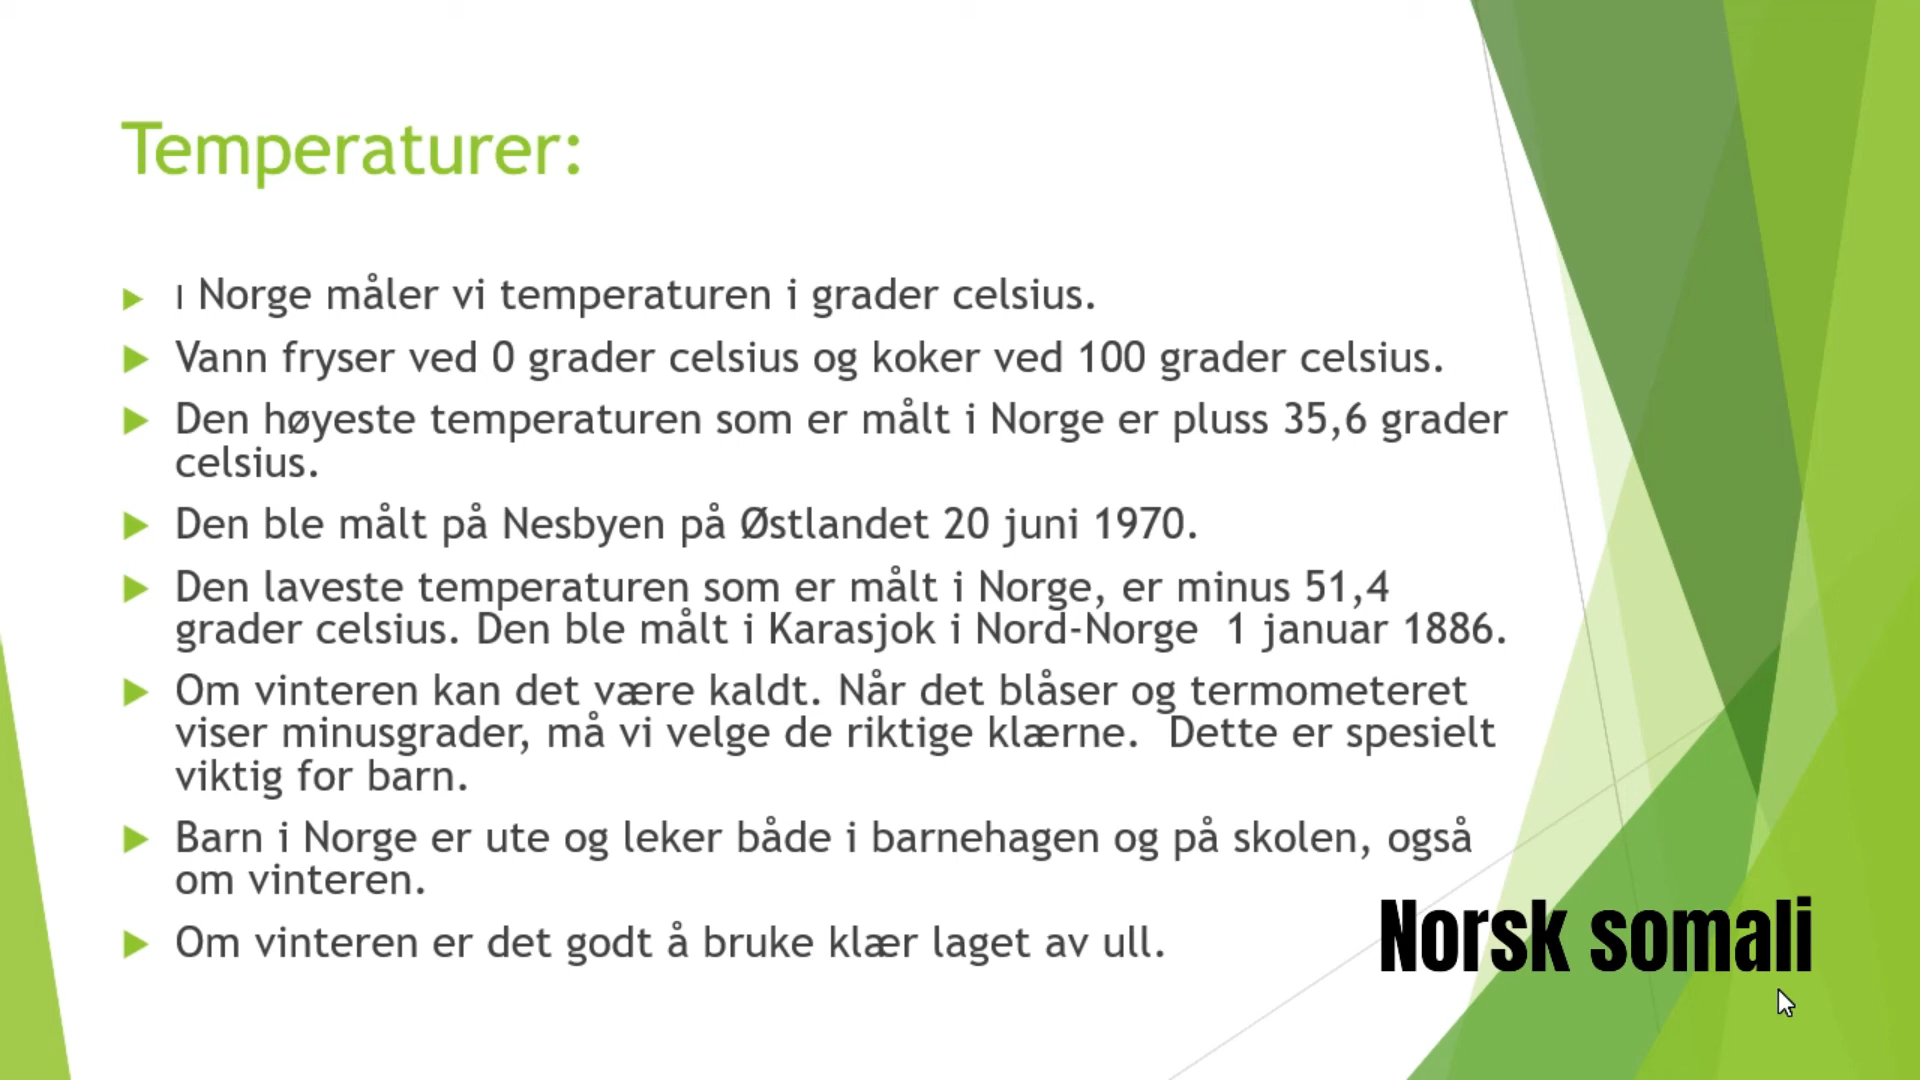 Temperaturer:
I Norge måler vi temperaturen i grader celsius.
Vann fryser ved 0 grader celsius og koker ved 100 grader celsius.
Den høyeste temperaturen som er målt i Norge er pluss 35,6 grader
celsius.
Den ble målt på Nesbyen på Østlandet 20 juni 1970.
Den laveste temperaturen som er målt i Norge, er minus 51,4
grader celsius. Den ble målt i Karasjok i Nord-Norge  1 januar 1886.
Om vinteren kan det være kaldt. Når det blåser og termometeret
viser minusgrader, må vi velge de riktige klærne.  Dette er spesielt
viktig for barn.
Barn i Norge er ute og leker både i barnehagen og på skolen, også
om vinteren.
Om vinteren er det godt å bruke klær laget av ull.
Norsk somali